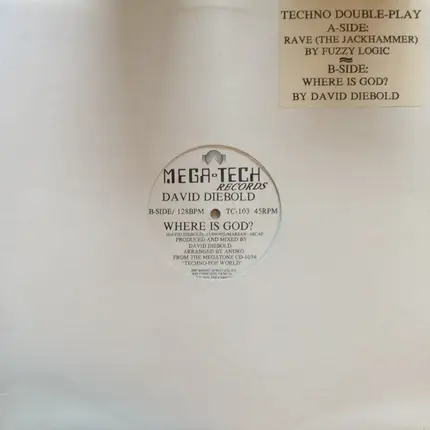 TECHNO DOUBLE-PLAY
A-SIDE:
RAVE (THE JACKHAMMER)
BY FUZZY LOGIC
≈
B-SIDE:
WHERE IS GOD?
BY DAVID DIEBOLD
MEGA-TECH
RECORDS
DAVID DIEBOLD
B-SIDE/ 128BPM TC-103 45RPM
WHERE IS GOD?
PRODUCED AND MIXED BY
DAVID DIEBOLD
ARRANGED BY ANDRO
FROM THE MEGATONE CD-1034
"TECHNO-POP WORLD"